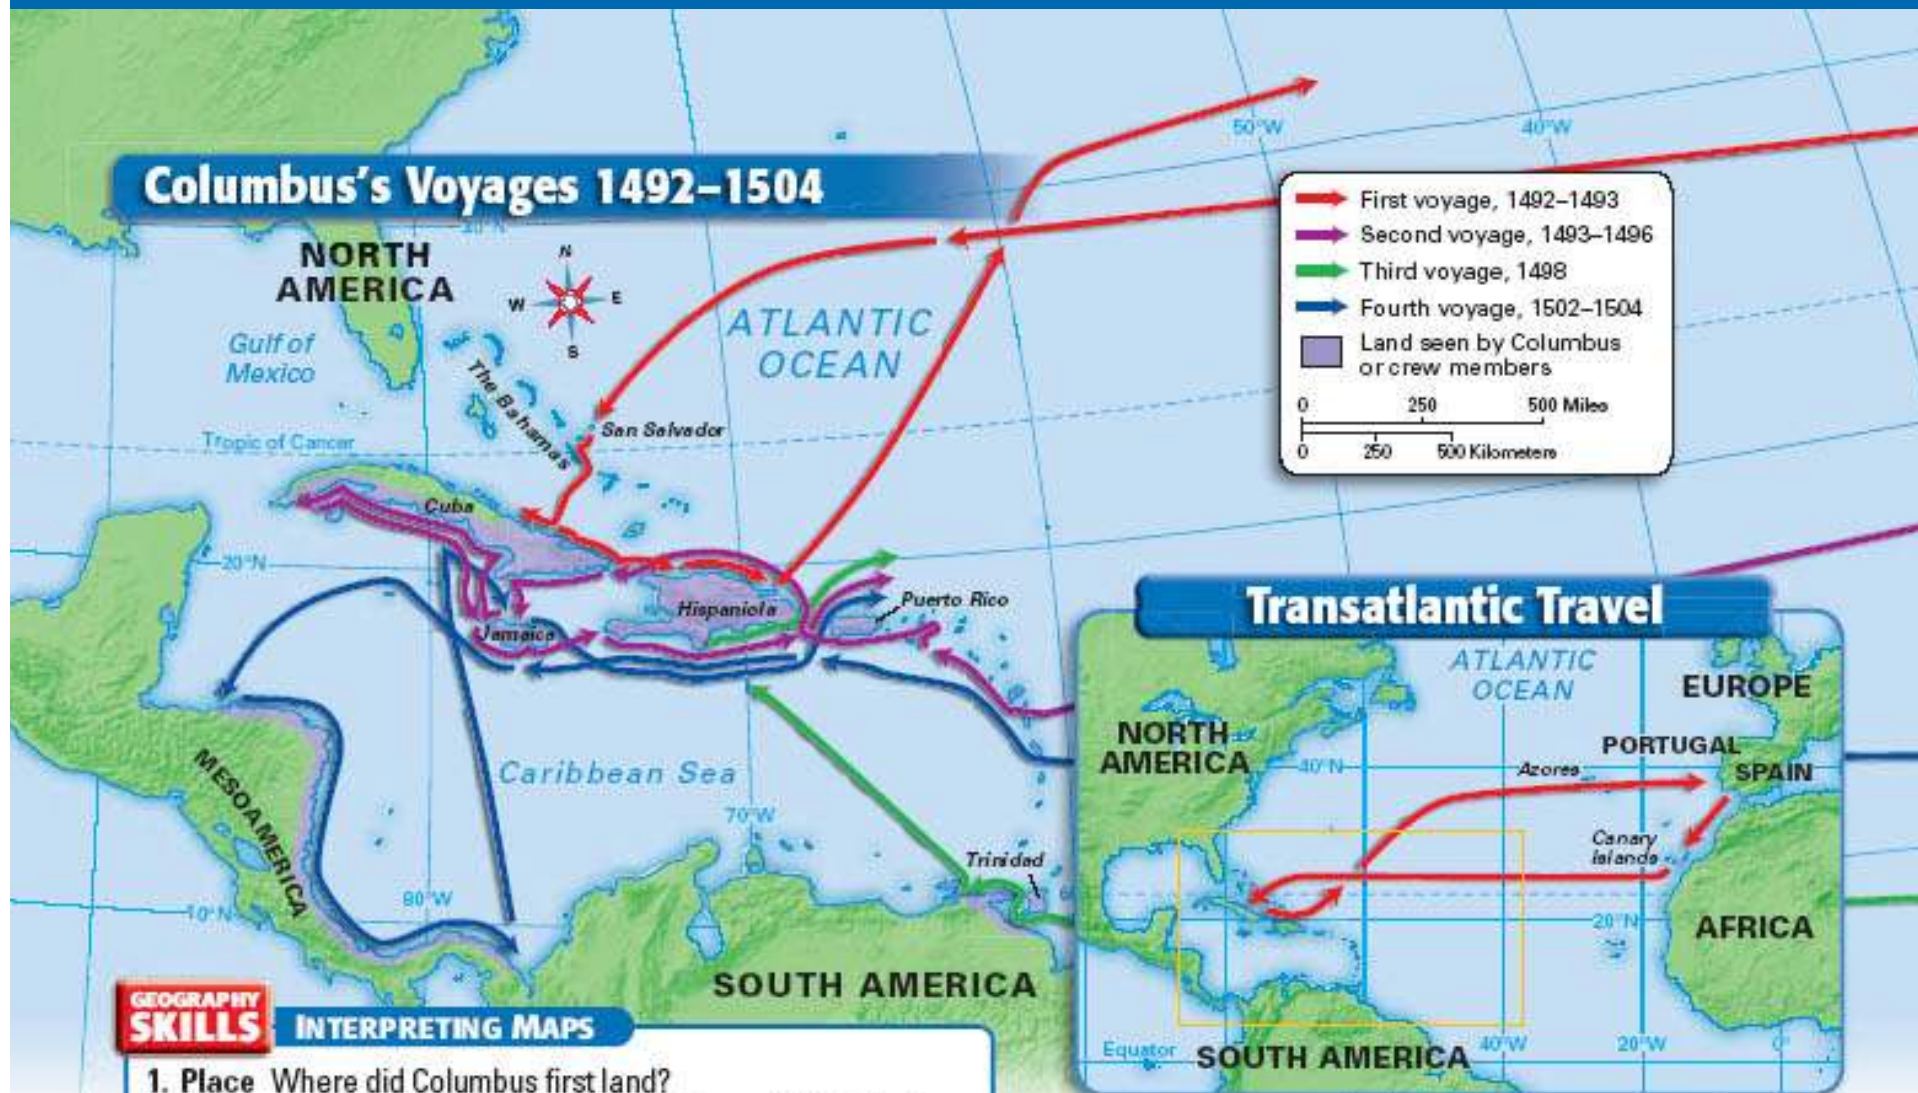 Columbus's Voyages 1492–1504
50°W
40°W
First voyage, 1492–1493
Second voyage, 1493–1496
Third voyage, 1498
Fourth voyage, 1502–1504
Land seen by Columbus
or crew members
0 250 500 Miles
0 250 500 Kilometers
NORTH
AMERICA
N
W
E
S
ATLANTIC
OCEAN
Gulf of
Mexico
The Bahamas
San Salvador
Tropic of Cancer
Cuba
20°N
Hispaniola
Puerto Rico
Jamaica
MESOAMERICA
Caribbean Sea
70°W
Trinidad
80°W
10°N
SOUTH AMERICA
Transatlantic Travel
ATLANTIC
OCEAN
EUROPE
NORTH
AMERICA
PORTUGAL
SPAIN
40°N
Azores
Canary
Islands
20°N
AFRICA
Equator
SOUTH AMERICA
40°W
20°W
0°
GEOGRAPHY
SKILLS
INTERPRETING MAPS
1. Place Where did Columbus first land?